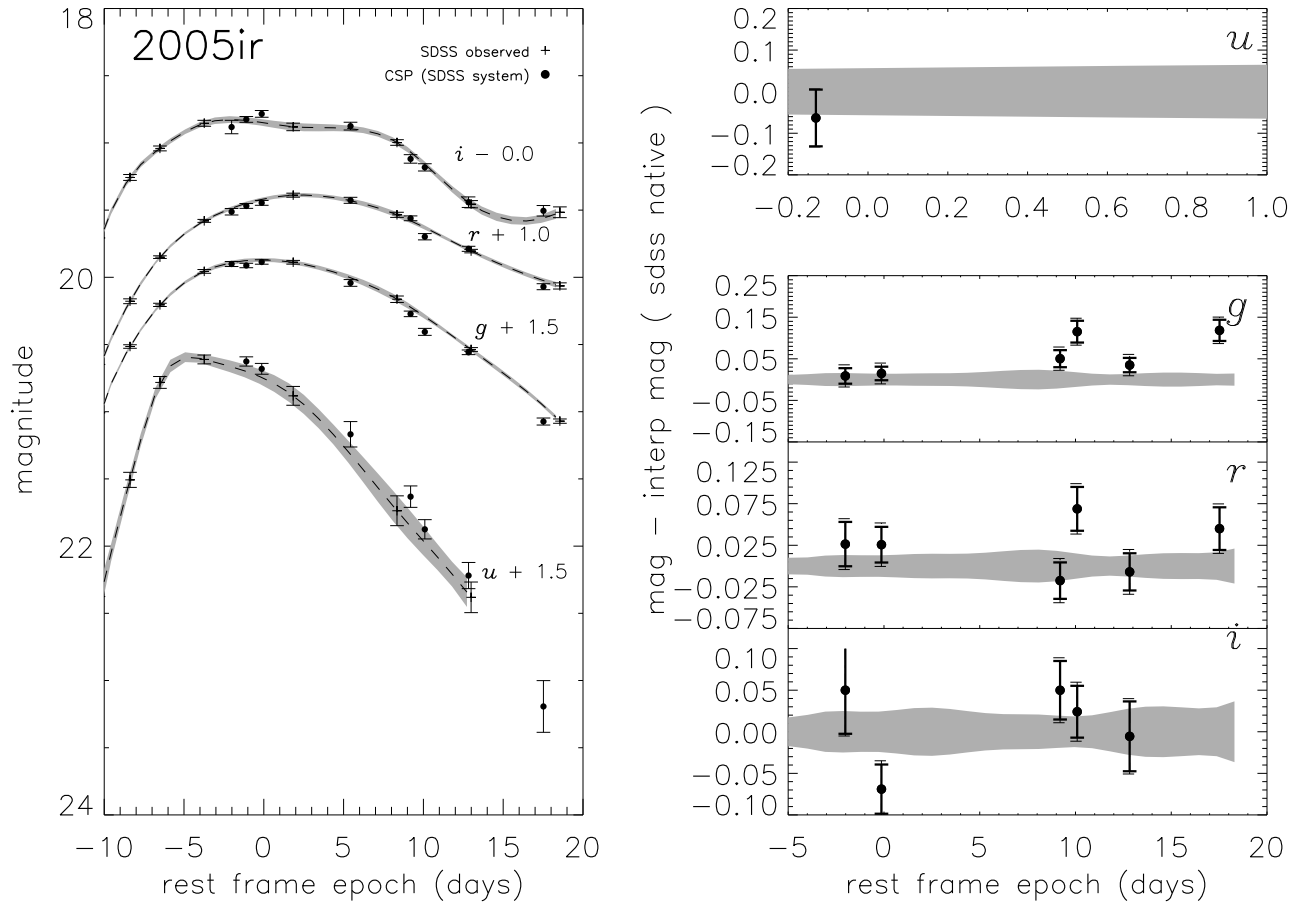 2005ir
SDSS observed +
CSP (SDSS system) ●
i − 0.0
r + 1.0
g + 1.5
u + 1.5
18
20
22
24
magnitude
−10 −5 0 5 10 15 20
rest frame epoch (days)
mag − interp mag ( sdss native )
u
0.2
0.1
0.0
−0.1
−0.2
−0.2 0.0 0.2 0.4 0.6 0.8 1.0
g
0.25
0.15
0.05
−0.05
−0.15
r
0.125
0.075
0.025
−0.025
−0.075
i
0.10
0.05
0.00
−0.05
−0.10
−5 0 5 10 15 20
rest frame epoch (days)